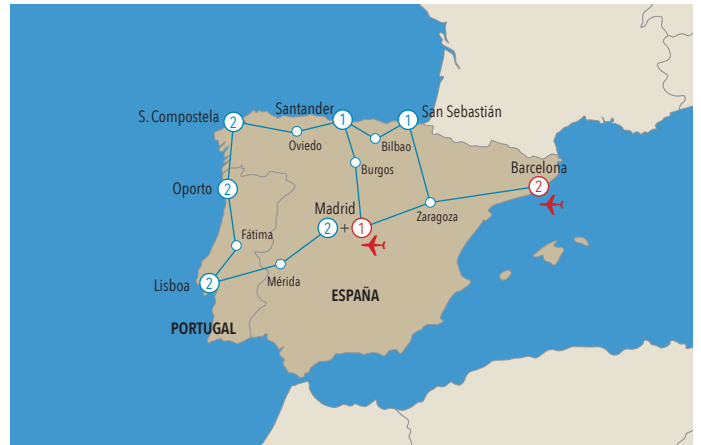 Santander
San Sebastián
S. Compostela
2
1
1
Oviedo
Bilbao
Burgos
Barcelona
2
Oporto
2
Madrid
Zaragoza
2 + 1
Fátima
Mérida
Lisboa
2
ESPAÑA
PORTUGAL